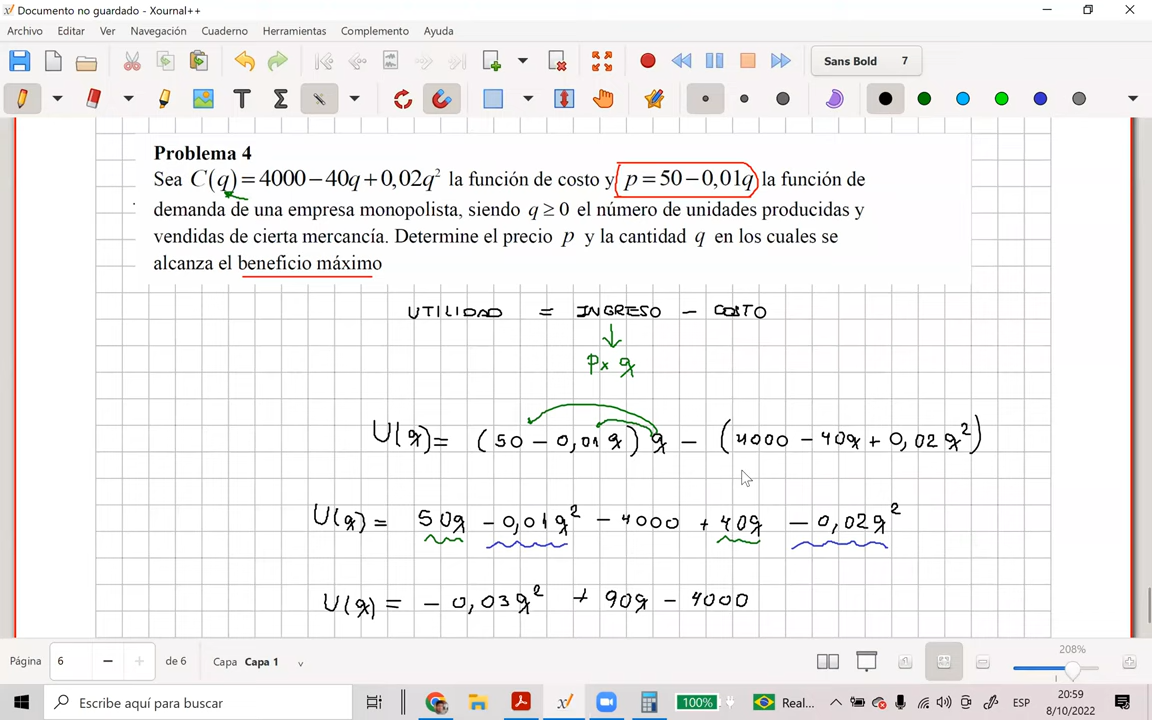 Documento no guardado - Xournal++
Archivo Editar Ver Navegación Cuaderno Herramientas Complemento Ayuda
Sans Bold 7
Problema 4
Sea C(q)=4000−40q+0,02q² la función de costo y p=50−0,01q la función de
demanda de una empresa monopolista, siendo q≥0 el número de unidades producidas y
vendidas de cierta mercancía. Determine el precio p y la cantidad q en los cuales se
alcanza el beneficio máximo
UTILIDAD = INGRESO − COSTO
P× q
U(q)= (50−0,01q)q − (4000−40q+0,02q²)
U(q)= 50q −0,01q² −4000 +40q −0,02q²
U(q)= −0,03q² + 90q − 4000
208%
Página 6 de 6 Capa Capa 1
Escribe aquí para buscar 100% Real... ESP 20:59
8/10/2022